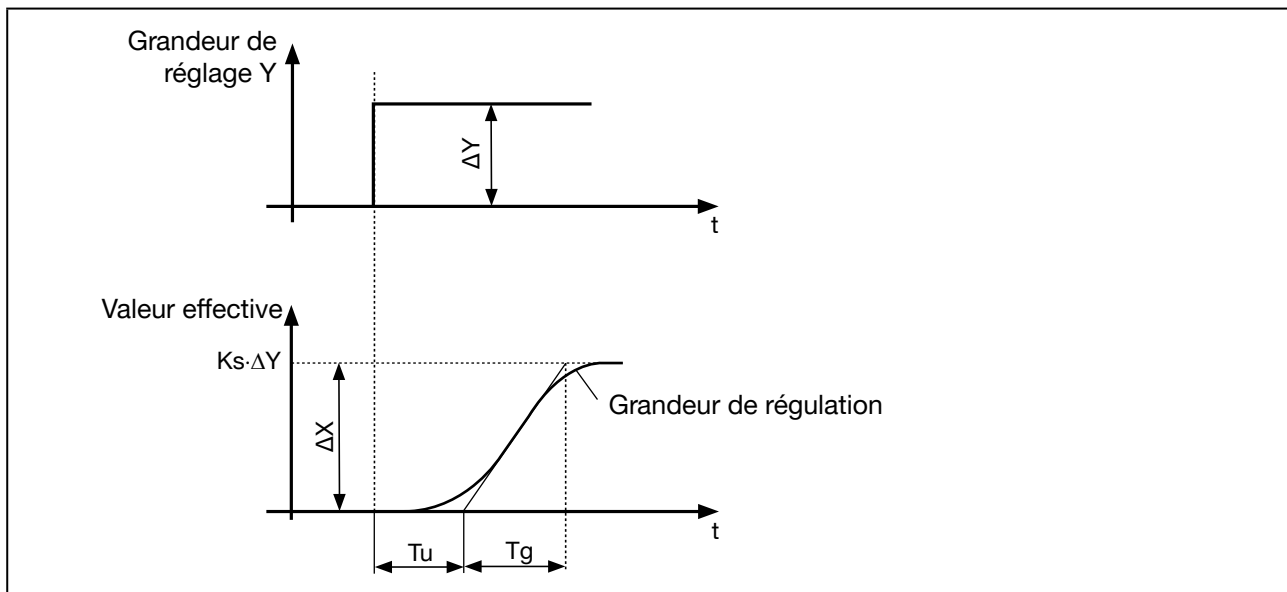 Grandeur de
réglage Y
ΔY
t
Valeur effective
Ks·ΔY
ΔX
Grandeur de régulation
t
Tu
Tg